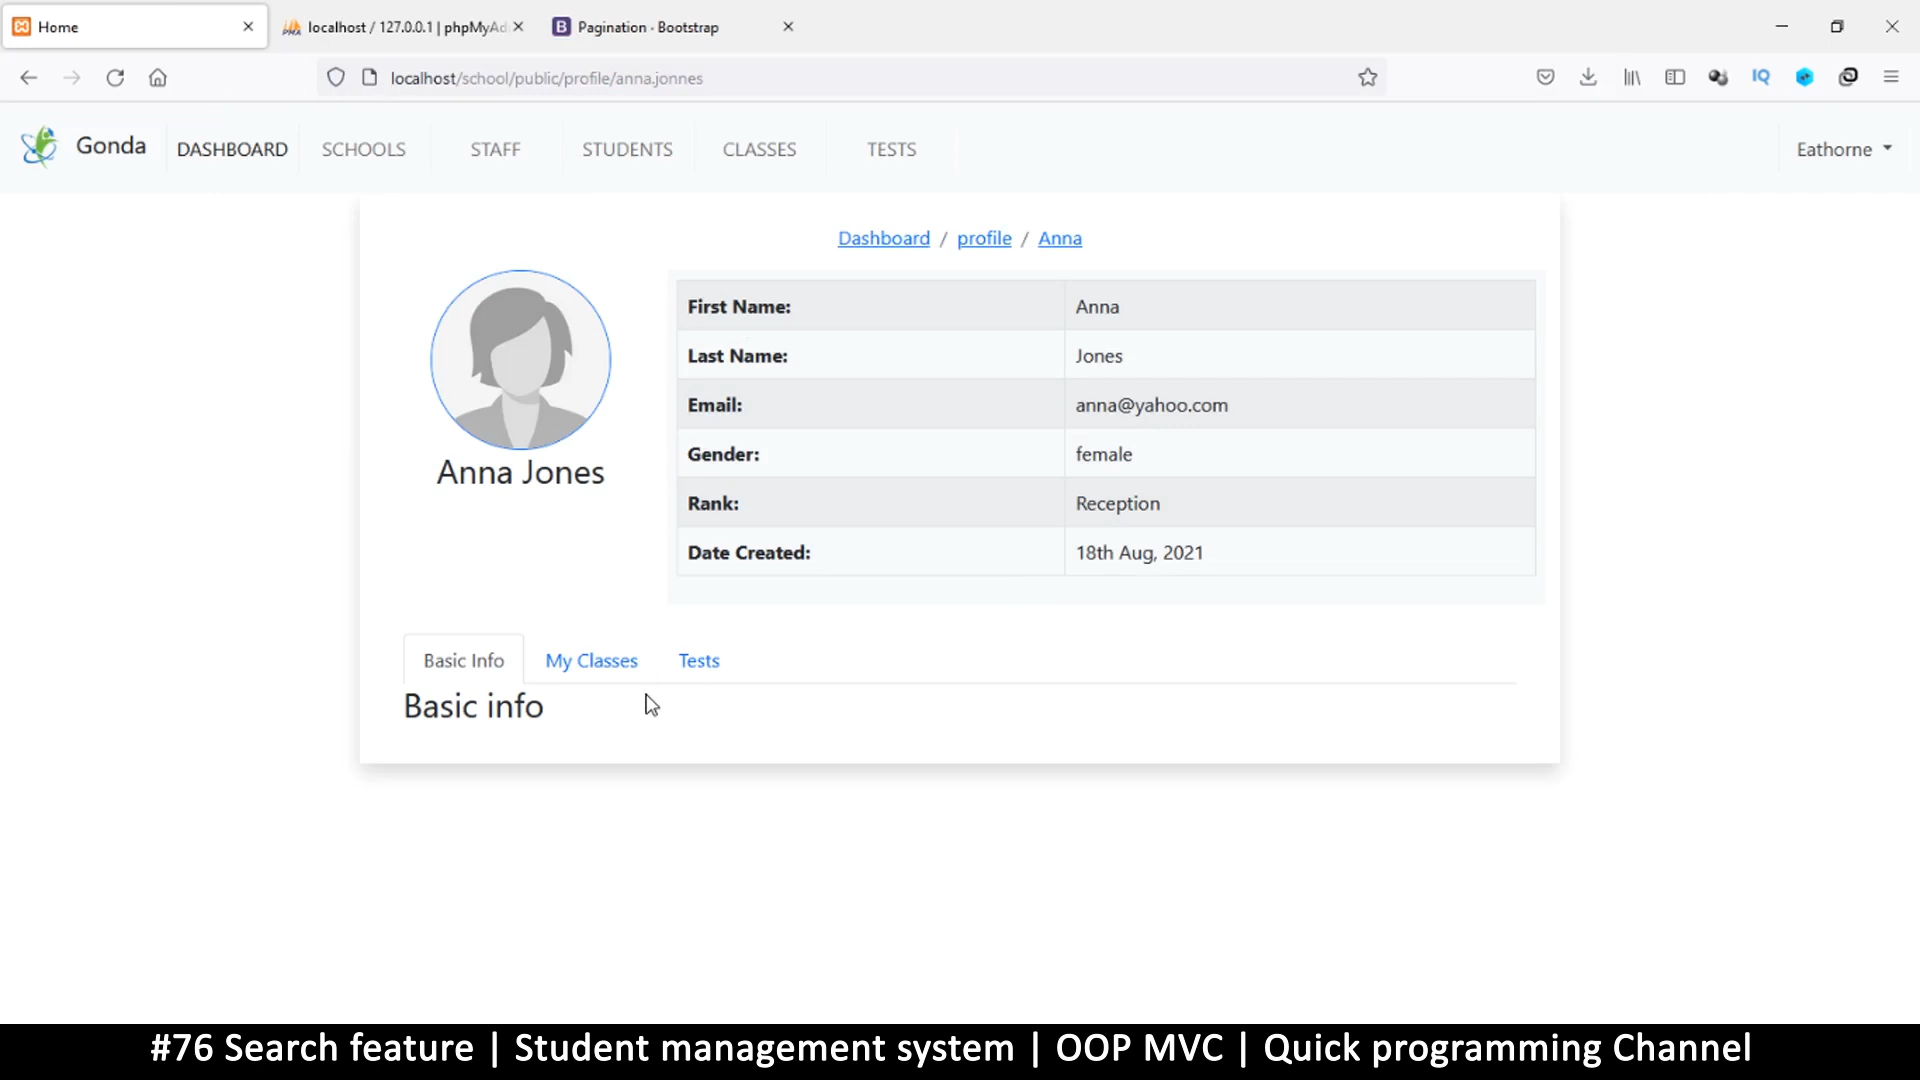 Home
localhost / 127.0.0.1 | phpMyAd
Pagination · Bootstrap
localhost/school/public/profile/anna.jonnes
IQ
Gonda DASHBOARD SCHOOLS STAFF STUDENTS CLASSES TESTS Eathorne
Dashboard / profile / Anna
Anna Jones
First Name: Anna
Last Name: Jones
Email: anna@yahoo.com
Gender: female
Rank: Reception
Date Created: 18th Aug, 2021
Basic Info My Classes Tests
Basic info
#76 Search feature | Student management system | OOP MVC | Quick programming Channel